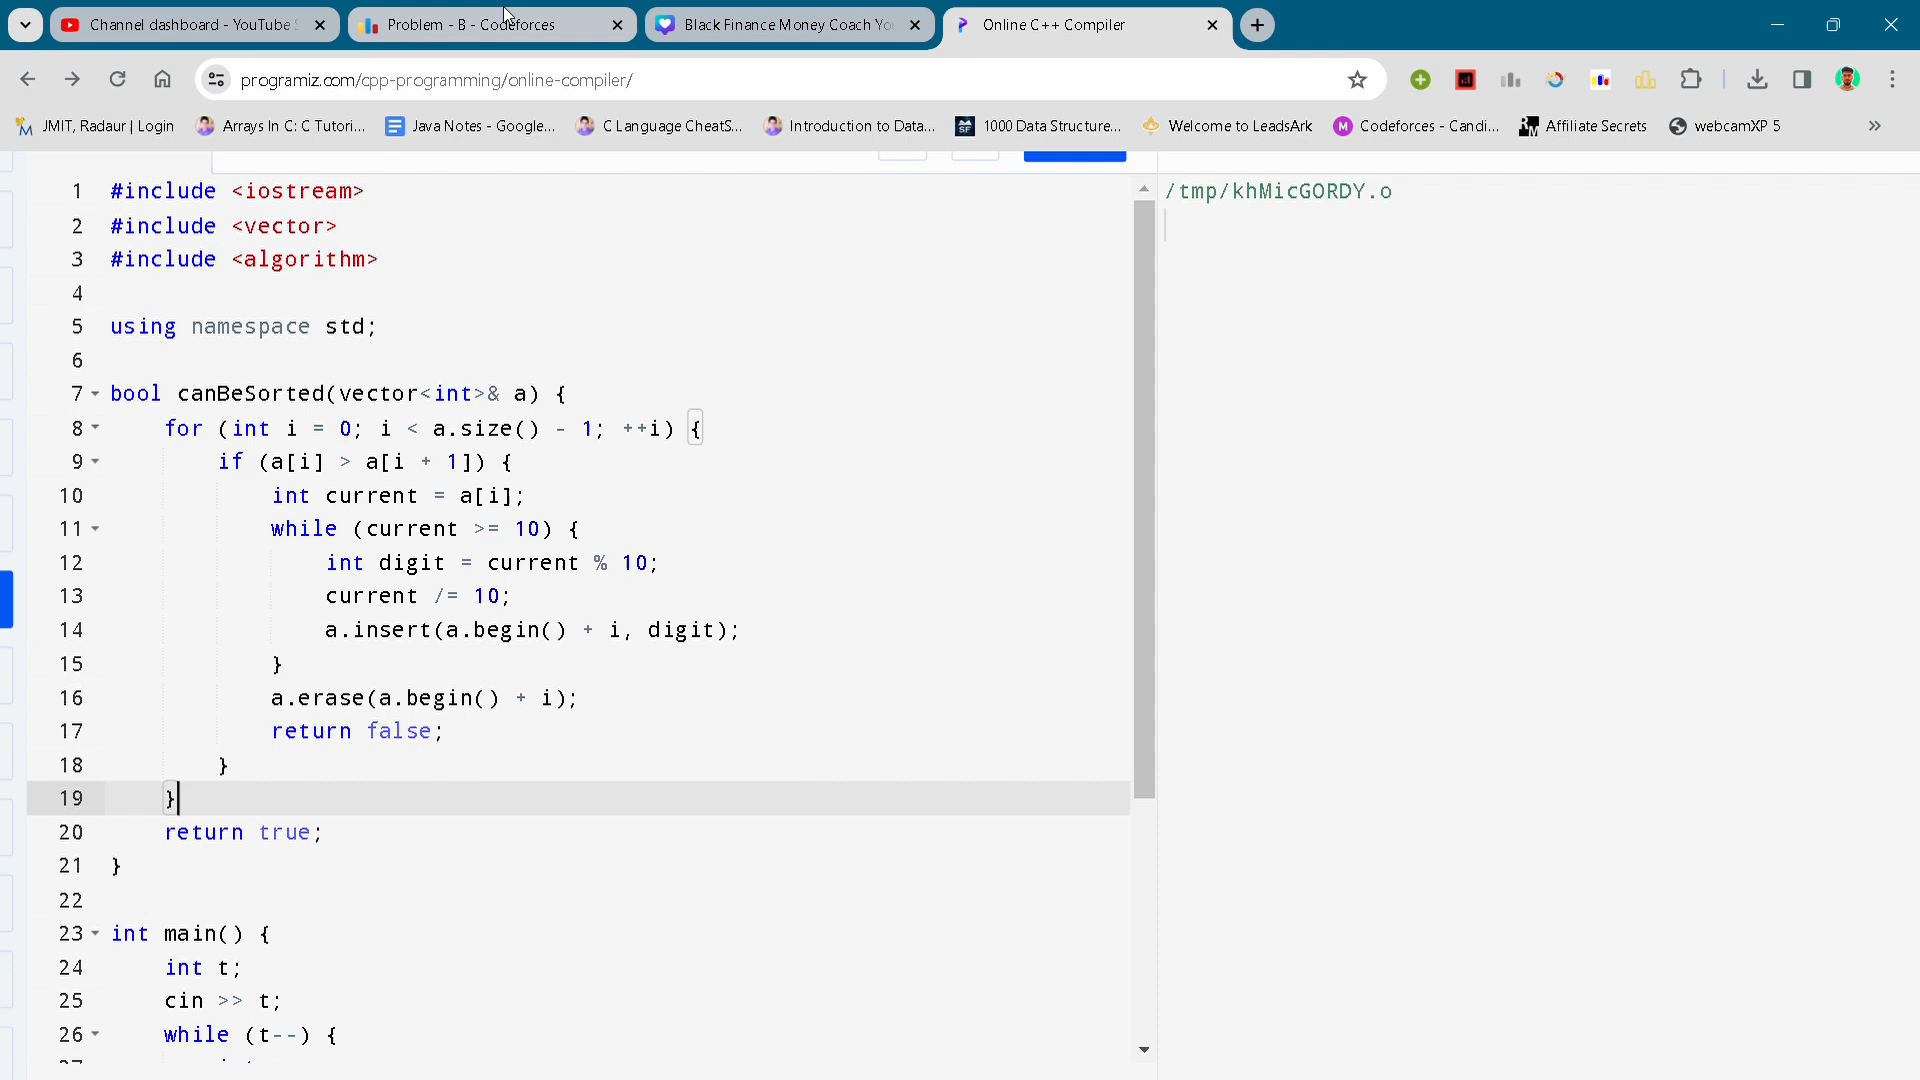 Channel dashboard - YouTube S
Problem - B - Codeforces
Black Finance Money Coach Yo
Online C++ Compiler
programiz.com/cpp-programming/online-compiler/
JMIT, Radaur | Login
Arrays In C: C Tutori...
Java Notes - Google...
C Language CheatS...
Introduction to Data...
1000 Data Structure...
Welcome to LeadsArk
Codeforces - Candi...
Affiliate Secrets
webcamXP 5
1 #include <iostream>
2 #include <vector>
3 #include <algorithm>
4
5 using namespace std;
6
7 bool canBeSorted(vector<int>& a) {
8 for (int i = 0; i < a.size() - 1; ++i) {
9 if (a[i] > a[i + 1]) {
10 int current = a[i];
11 while (current >= 10) {
12 int digit = current % 10;
13 current /= 10;
14 a.insert(a.begin() + i, digit);
15 }
16 a.erase(a.begin() + i);
17 return false;
18 }
19 }
20 return true;
21 }
22
23 int main() {
24 int t;
25 cin >> t;
26 while (t--) {
/tmp/khMicGORDY.o